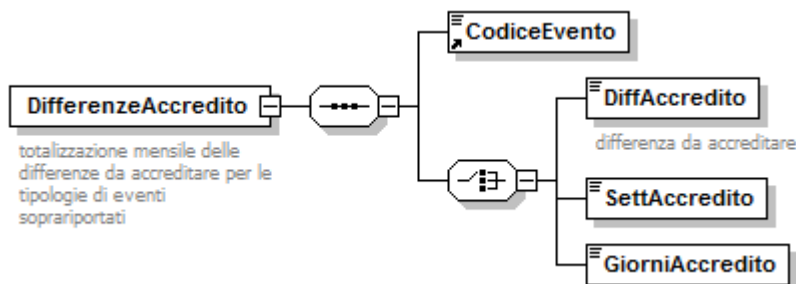 CodiceEvento
DifferenzeAccredito
totalizzazione mensile delle
differenze da accreditare per le
tipologie di eventi
soprariportati
DiffAccredito
differenza da accreditare
SettAccredito
GiorniAccredito